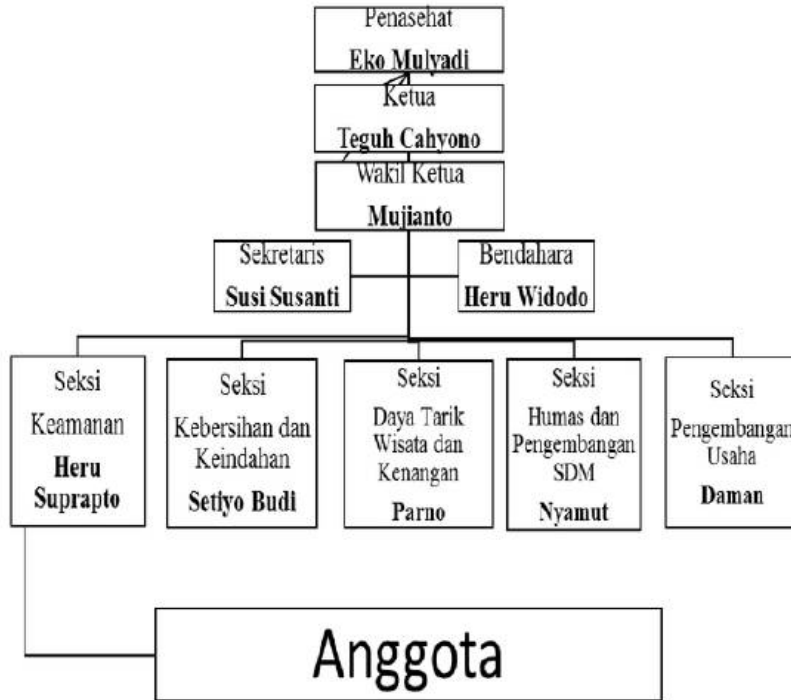 Penasehat
Eko Mulyadi
Ketua
Teguh Cahyono
Wakil Ketua
Mujianto
Sekretaris
Susi Susanti
Bendahara
Heru Widodo
Seksi
Keamanan
Heru
Suprapto
Seksi
Kebersihan dan
Keindahan
Setiyo Budi
Seksi
Daya Tarik
Wisata dan
Kenangan
Parno
Seksi
Humas dan
Pengembangan
SDM
Nyamut
Seksi
Pengembangan
Usaha
Daman
Anggota